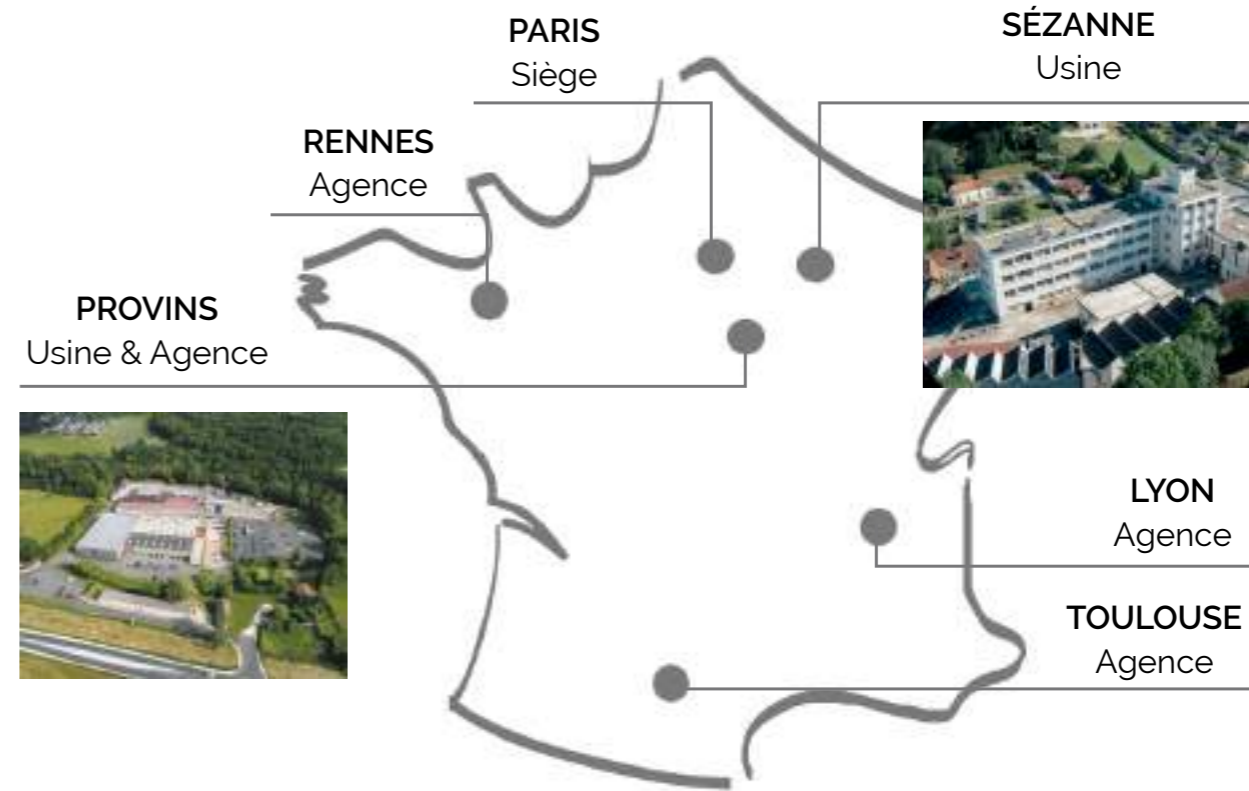 PARIS
Siège
SÉZANNE
Usine
RENNES
Agence
PROVINS
Usine & Agence
LYON
Agence
TOULOUSE
Agence